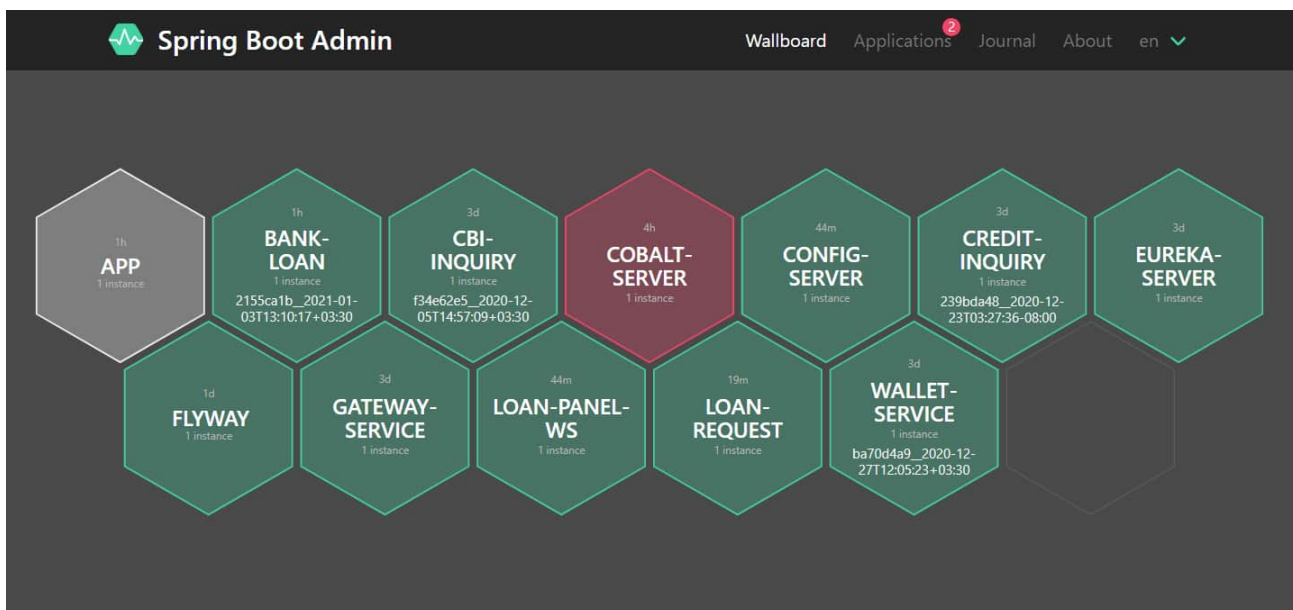 Spring Boot Admin
Wallboard Applications 2 Journal About en
1h
APP
1 instance
1h
BANK-
LOAN
1 instance
2155ca1b__2021-01-
03T13:10:17+03:30
3d
CBI-
INQUIRY
1 instance
f34e62e5__2020-12-
05T14:57:09+03:30
4h
COBALT-
SERVER
1 instance
44m
CONFIG-
SERVER
1 instance
3d
CREDIT-
INQUIRY
1 instance
239bda48__2020-12-
23T03:27:36-08:00
3d
EUREKA-
SERVER
1 instance
1d
FLYWAY
1 instance
3d
GATEWAY-
SERVICE
1 instance
44m
LOAN-PANEL-
WS
1 instance
19m
LOAN-
REQUEST
1 instance
3d
WALLET-
SERVICE
1 instance
ba70d4a9__2020-12-
27T12:05:23+03:30